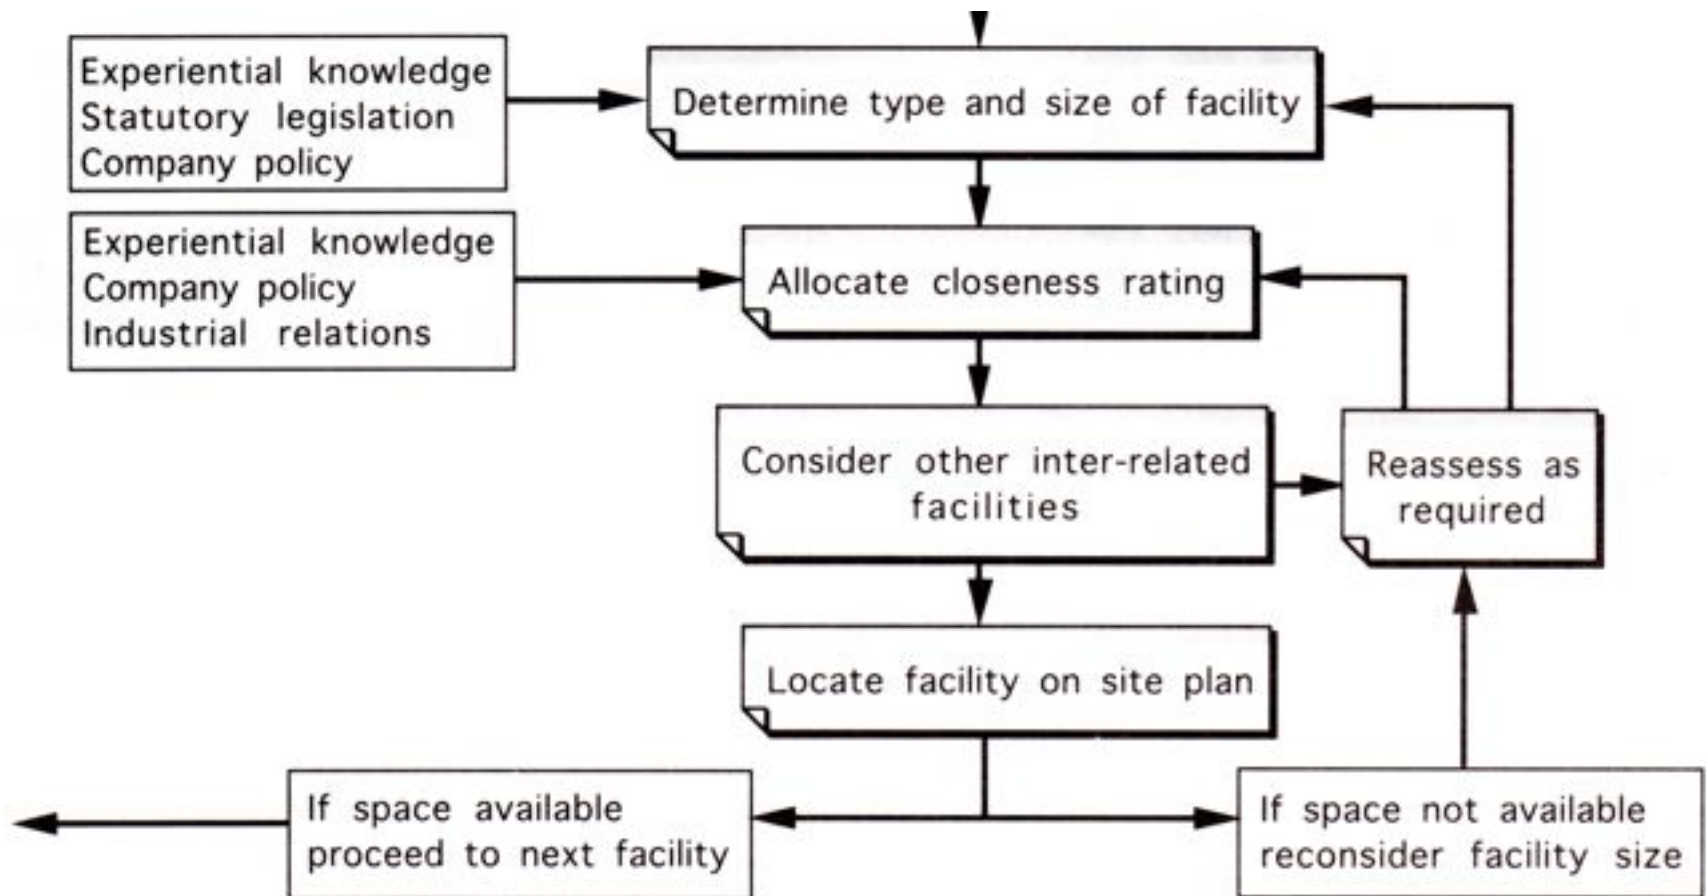 Experiential knowledge
Statutory legislation
Company policy
Determine type and size of facility
Experiential knowledge
Company policy
Industrial relations
Allocate closeness rating
Consider other inter-related
facilities
Reassess as
required
Locate facility on site plan
If space available
proceed to next facility
If space not available
reconsider facility size